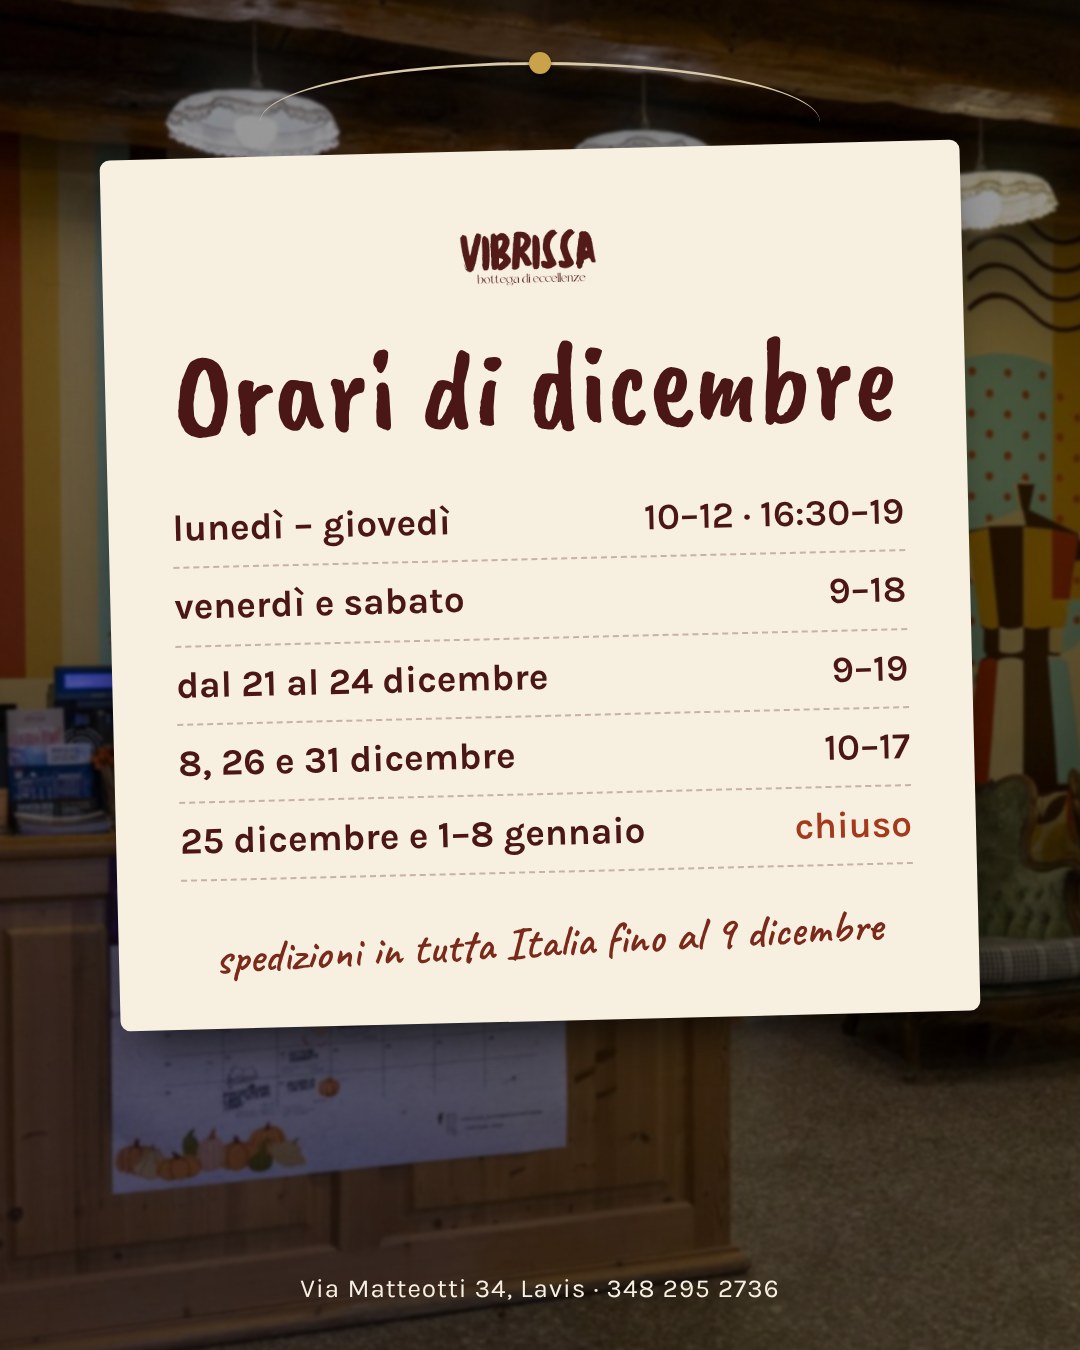 VIBRISSA
bottega di eccellenze
Orari di dicembre
lunedì – giovedì 10–12 · 16:30–19
venerdì e sabato 9–18
dal 21 al 24 dicembre 9–19
8, 26 e 31 dicembre 10–17
25 dicembre e 1–8 gennaio chiuso
spedizioni in tutta Italia fino al 9 dicembre
Via Matteotti 34, Lavis · 348 295 2736